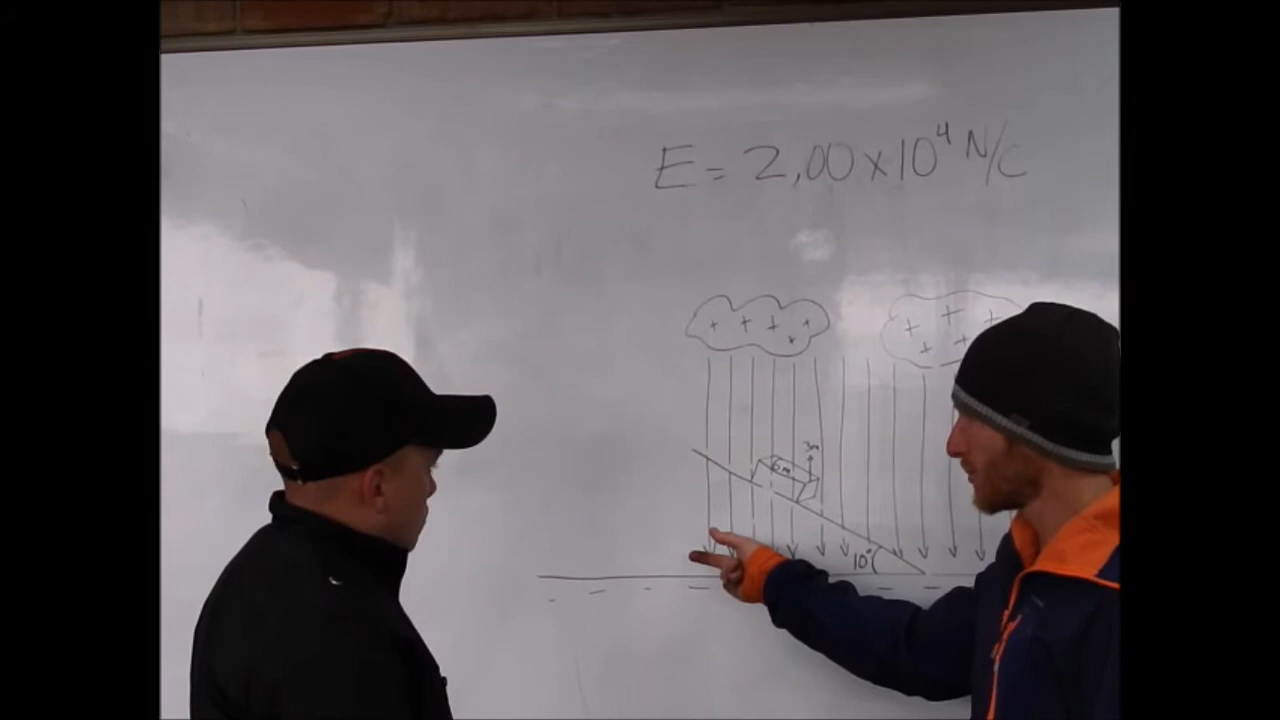 E = 2,00 x 10⁴ N/C
+ + + + +
+ + + + +
3m
6m
10°